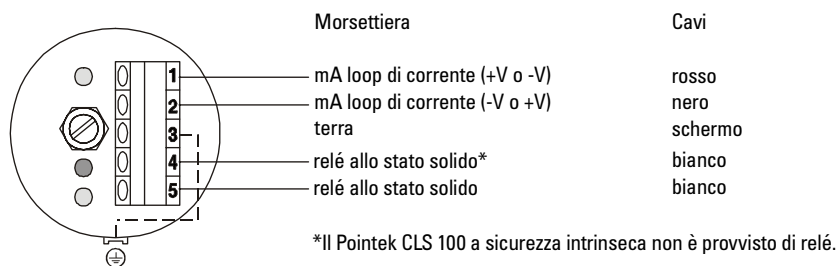 Morsettiera Cavi
1 mA loop di corrente (+V o -V) rosso
2 mA loop di corrente (-V o +V) nero
3 terra schermo
4 relé allo stato solido* bianco
5 relé allo stato solido bianco
*Il Pointek CLS 100 a sicurezza intrinseca non è provvisto di relé.